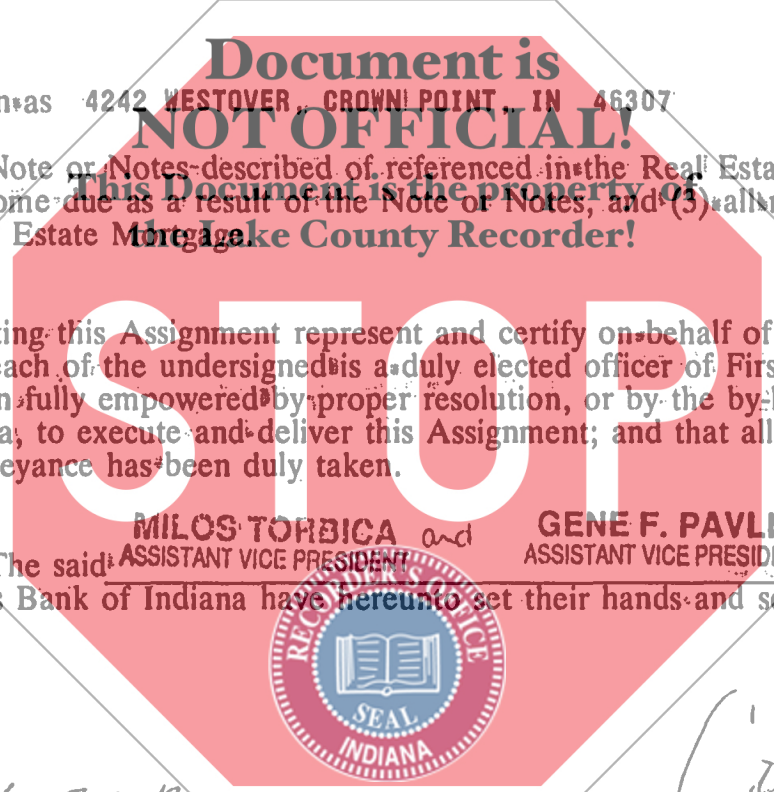 Document is
as 4242 WESTOVER, CROWN POINT, IN 46307
NOT OFFICIAL!
Note or Notes described of referenced in the Real Esta
This Document is the property of
ome due as a result of the Note or Notes, and (3) all
the Lake County Recorder!
Estate Mortgage.
STOP
ting this Assignment represent and certify on behalf of
each of the undersigned is a duly elected officer of Firs
n fully empowered by proper resolution, or by the by-
a, to execute and deliver this Assignment; and that all
eyance has been duly taken.
MILOS TORBICA and GENE F. PAVLI
The said ASSISTANT VICE PRESIDENT ASSISTANT VICE PRESID
s Bank of Indiana have hereunto set their hands and se
RECORDER'S OFFICE
SEAL
INDIANA